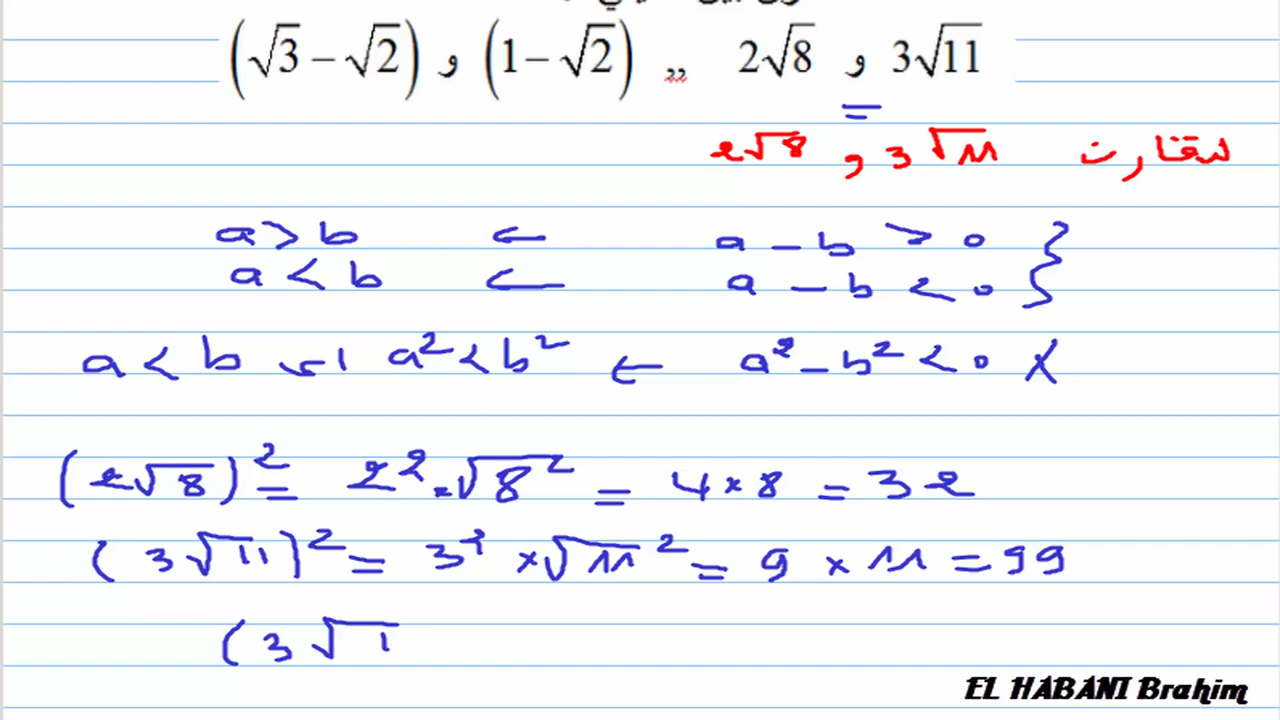 3√11 و 2√8 ,, (1−√2) و (√3−√2)
لنقارن 3√11 و 2√8
a − b > 0 ← a > b
a − b < 0 ← a < b
a² − b² < 0 ← a² < b² أي a < b
(2√8)² = 2² · √8² = 4 × 8 = 32
(3√11)² = 3² × √11² = 9 × 11 = 99
(3√1
EL HABANI Brahim